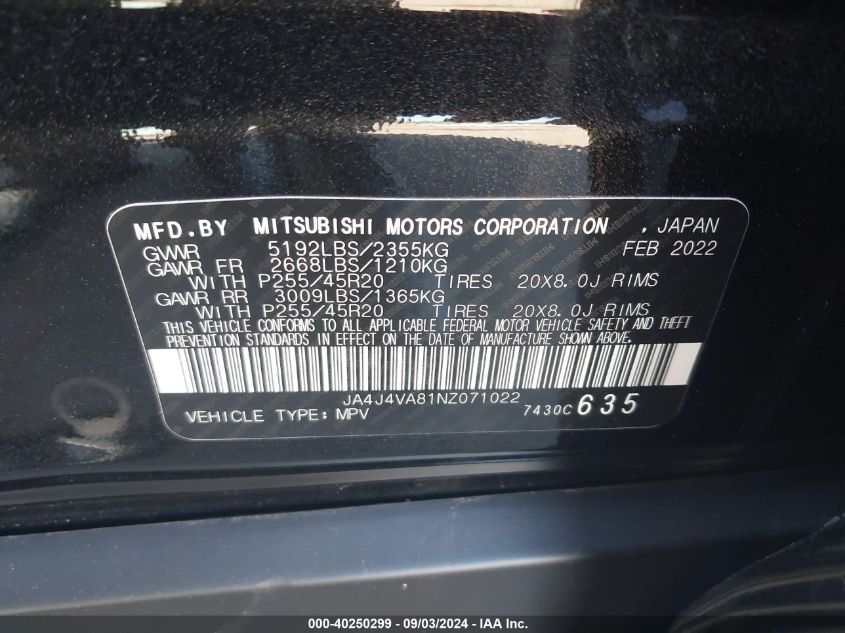 MFD.BY MITSUBISHI MOTORS CORPORATION , JAPAN
GVWR 5192LBS/2355KG FEB 2022
GAWR FR 2668LBS/1210KG
WITH P255/45R20 TIRES 20X8.0J RIMS
GAWR RR 3009LBS/1365KG
WITH P255/45R20 TIRES 20X8.0J RIMS
THIS VEHICLE CONFORMS TO ALL APPLICABLE FEDERAL MOTOR VEHICLE SAFETY AND THEFT
PREVENTION STANDARDS IN EFFECT ON THE DATE OF MANUFACTURE SHOWN ABOVE.
JA4J4VA81NZ071022
VEHICLE TYPE: MPV 7430C 635
000-40250299 - 09/03/2024 - IAA Inc.